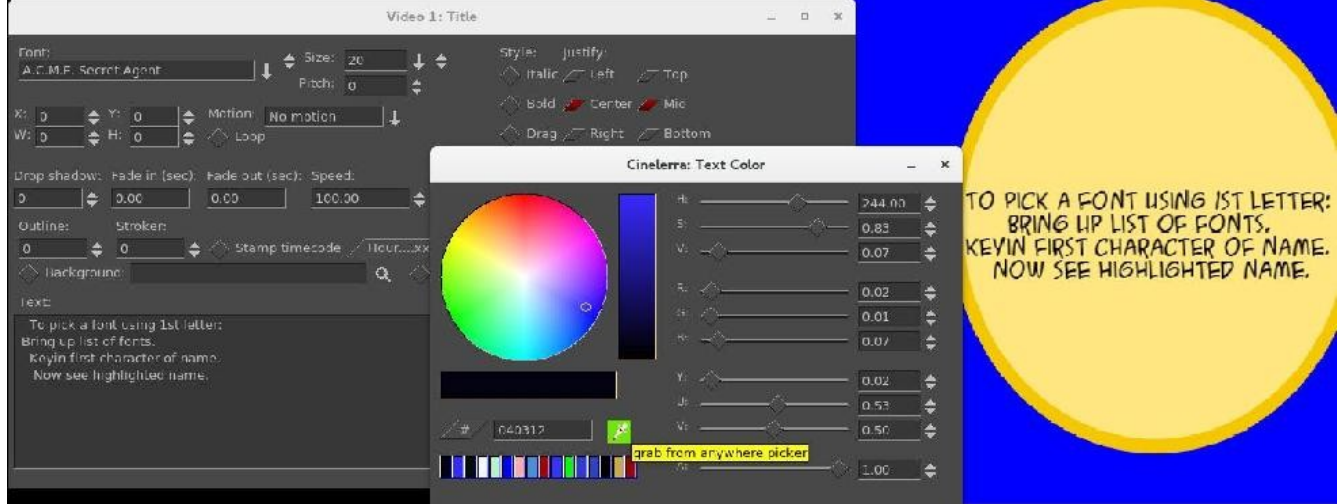 Video 1: Title
Font:
A.C.M.E. Secret Agent
Size: 20
Pitch: 0
Style: Justify:
Italic Left Top
Bold Center Mid
Drag Right Bottom
X: 0 Y: 0 Motion: No motion
W: 0 H: 0 Loop
Drop shadow: Fade in (sec): Fade out (sec): Speed:
0 0.00 0.00 100.00
Outline: Stroker:
0 0 Stamp timecode Hour....xx
Background:
Text:
To pick a font using 1st letter:
Bring up list of fonts.
Keyin first character of name.
Now see highlighted name.
Cinelerra: Text Color
H: 244.00
S: 0.83
V: 0.07
R: 0.02
G: 0.01
B: 0.07
Y: 0.02
U: 0.53
V: 0.50
1.00
# 040312
grab from anywhere picker
TO PICK A FONT USING 1ST LETTER:
BRING UP LIST OF FONTS.
KEYIN FIRST CHARACTER OF NAME.
NOW SEE HIGHLIGHTED NAME.